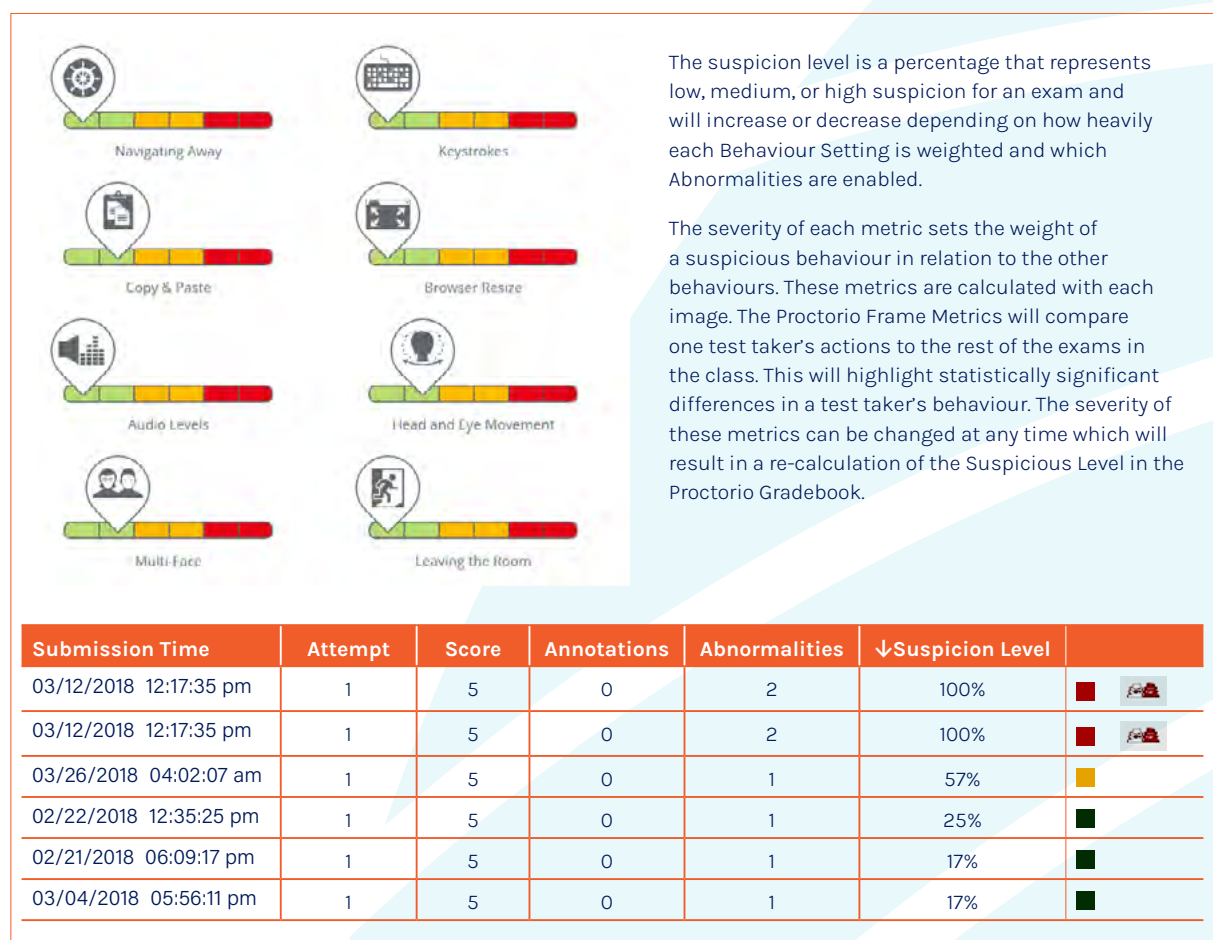 Navigating Away
Keystrokes
Copy & Paste
Browser Resize
Audio Levels
Head and Eye Movement
Multi-Face
Leaving the Room
The suspicion level is a percentage that represents
low, medium, or high suspicion for an exam and
will increase or decrease depending on how heavily
each Behaviour Setting is weighted and which
Abnormalities are enabled.
The severity of each metric sets the weight of
a suspicious behaviour in relation to the other
behaviours. These metrics are calculated with each
image. The Proctorio Frame Metrics will compare
one test taker's actions to the rest of the exams in
the class. This will highlight statistically significant
differences in a test taker's behaviour. The severity of
these metrics can be changed at any time which will
result in a re-calculation of the Suspicious Level in the
Proctorio Gradebook.
Submission Time Attempt Score Annotations Abnormalities ↓Suspicion Level
03/12/2018 12:17:35 pm 1 5 0 2 100%
03/12/2018 12:17:35 pm 1 5 0 2 100%
03/26/2018 04:02:07 am 1 5 0 1 57%
02/22/2018 12:35:25 pm 1 5 0 1 25%
02/21/2018 06:09:17 pm 1 5 0 1 17%
03/04/2018 05:56:11 pm 1 5 0 1 17%